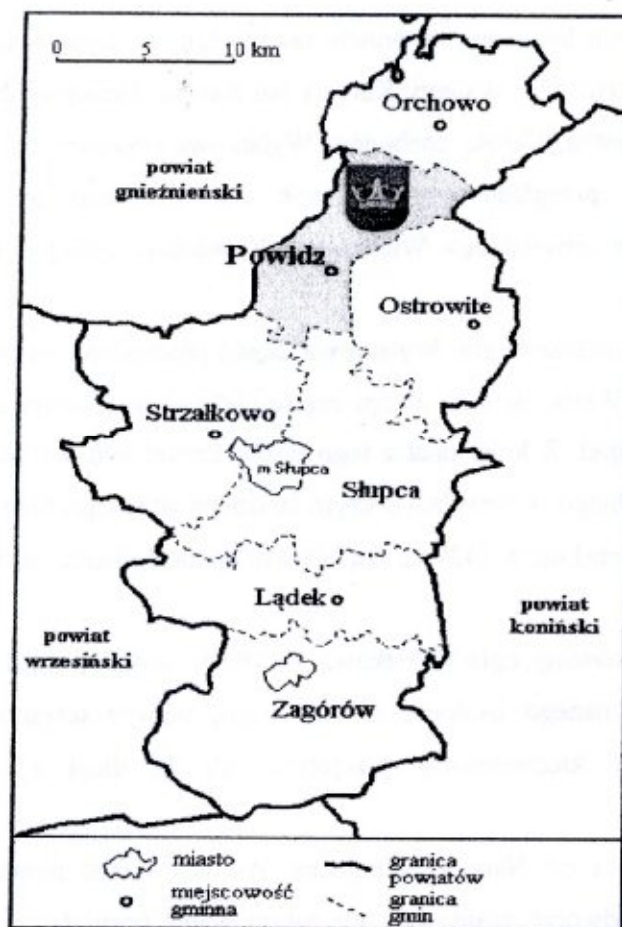 0 5 10 km
Orchowo
powiat
gnieźnieński
Powidz
Ostrowite
Strzałkowo
m Słupca
Słupca
Lądek
powiat
wrzesiński
powiat
koniński
Zagórów
miasto
miejscowość
gminna
granica
powiatów
granica
gmin